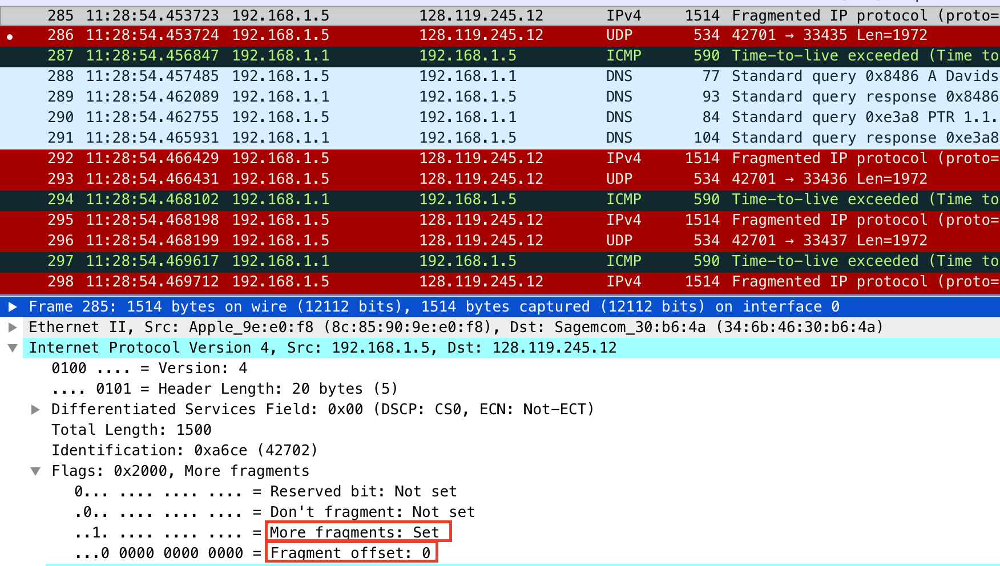 285 11:28:54.453723 192.168.1.5 128.119.245.12 IPv4 1514 Fragmented IP protocol (proto=
286 11:28:54.453724 192.168.1.5 128.119.245.12 UDP 534 42701 → 33435 Len=1972
287 11:28:54.456847 192.168.1.1 192.168.1.5 ICMP 590 Time-to-live exceeded (Time to
288 11:28:54.457485 192.168.1.5 192.168.1.1 DNS 77 Standard query 0x8486 A Davids
289 11:28:54.462089 192.168.1.1 192.168.1.5 DNS 93 Standard query response 0x8486
290 11:28:54.462755 192.168.1.5 192.168.1.1 DNS 84 Standard query 0xe3a8 PTR 1.1.
291 11:28:54.465931 192.168.1.1 192.168.1.5 DNS 104 Standard query response 0xe3a8
292 11:28:54.466429 192.168.1.5 128.119.245.12 IPv4 1514 Fragmented IP protocol (proto=
293 11:28:54.466431 192.168.1.5 128.119.245.12 UDP 534 42701 → 33436 Len=1972
294 11:28:54.468102 192.168.1.1 192.168.1.5 ICMP 590 Time-to-live exceeded (Time to
295 11:28:54.468198 192.168.1.5 128.119.245.12 IPv4 1514 Fragmented IP protocol (proto=
296 11:28:54.468199 192.168.1.5 128.119.245.12 UDP 534 42701 → 33437 Len=1972
297 11:28:54.469617 192.168.1.1 192.168.1.5 ICMP 590 Time-to-live exceeded (Time to
298 11:28:54.469712 192.168.1.5 128.119.245.12 IPv4 1514 Fragmented IP protocol (proto=
Frame 285: 1514 bytes on wire (12112 bits), 1514 bytes captured (12112 bits) on interface 0
Ethernet II, Src: Apple_9e:e0:f8 (8c:85:90:9e:e0:f8), Dst: Sagemcom_30:b6:4a (34:6b:46:30:b6:4a)
Internet Protocol Version 4, Src: 192.168.1.5, Dst: 128.119.245.12
0100 .... = Version: 4
.... 0101 = Header Length: 20 bytes (5)
Differentiated Services Field: 0x00 (DSCP: CS0, ECN: Not-ECT)
Total Length: 1500
Identification: 0xa6ce (42702)
Flags: 0x2000, More fragments
0... .... .... .... = Reserved bit: Not set
.0.. .... .... .... = Don't fragment: Not set
..1. .... .... .... = More fragments: Set
...0 0000 0000 0000 = Fragment offset: 0